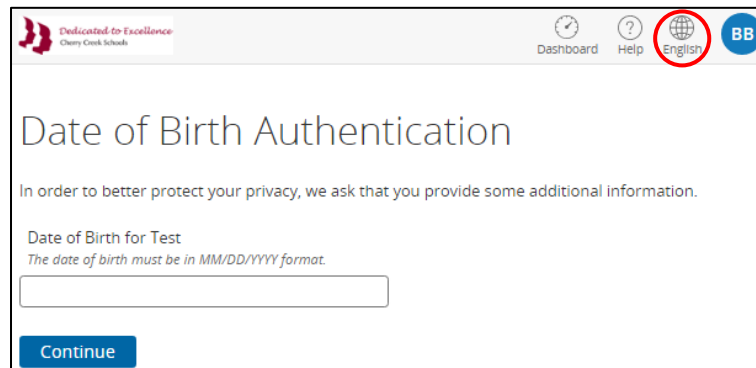 Dedicated to Excellence
Cherry Creek Schools
Dashboard
Help
English
BB
Date of Birth Authentication
In order to better protect your privacy, we ask that you provide some additional information.
Date of Birth for Test
The date of birth must be in MM/DD/YYYY format.
Continue